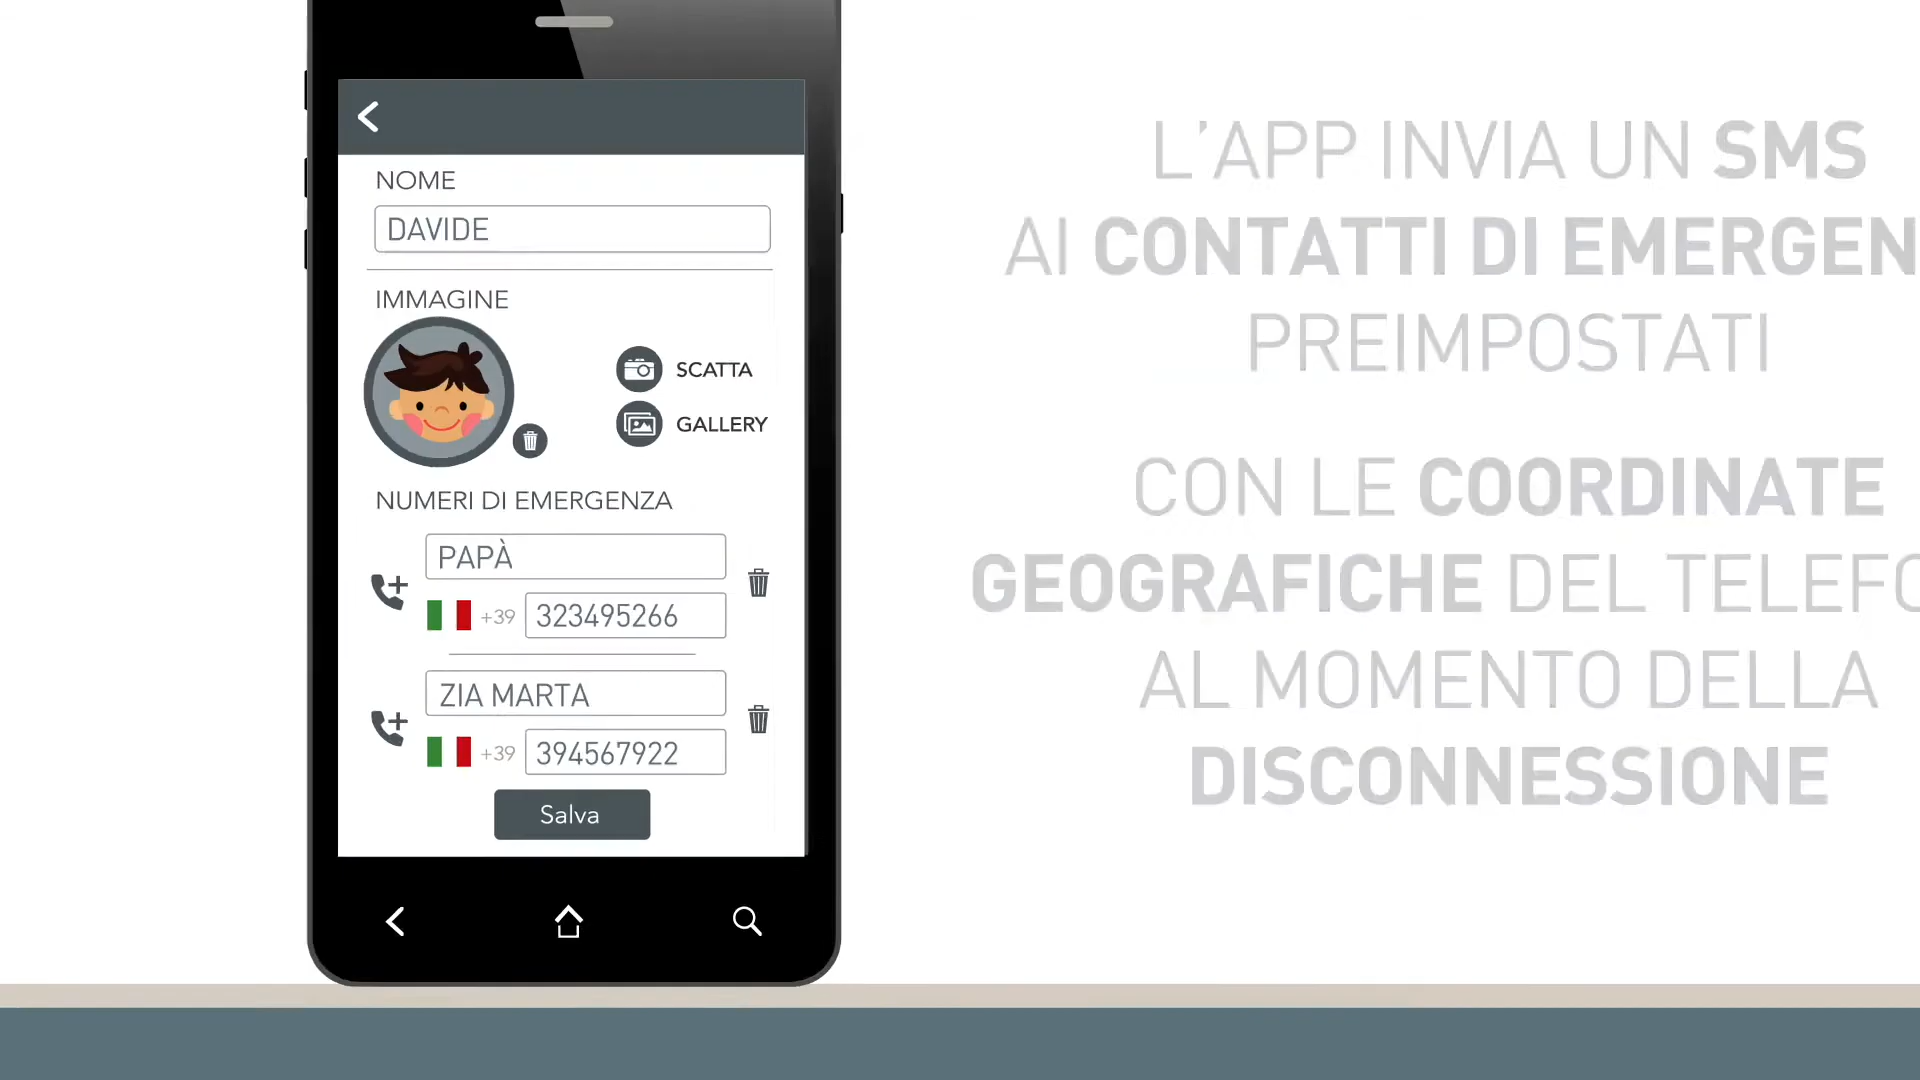 NOME
DAVIDE
IMMAGINE
SCATTA
GALLERY
NUMERI DI EMERGENZA
PAPÀ
+39 323495266
ZIA MARTA
+39 394567922
Salva
L'APP INVIA UN SMS
AI CONTATTI DI EMERGEN
PREIMPOSTATI
CON LE COORDINATE
GEOGRAFICHE DEL TELEFO
AL MOMENTO DELLA
DISCONNESSIONE